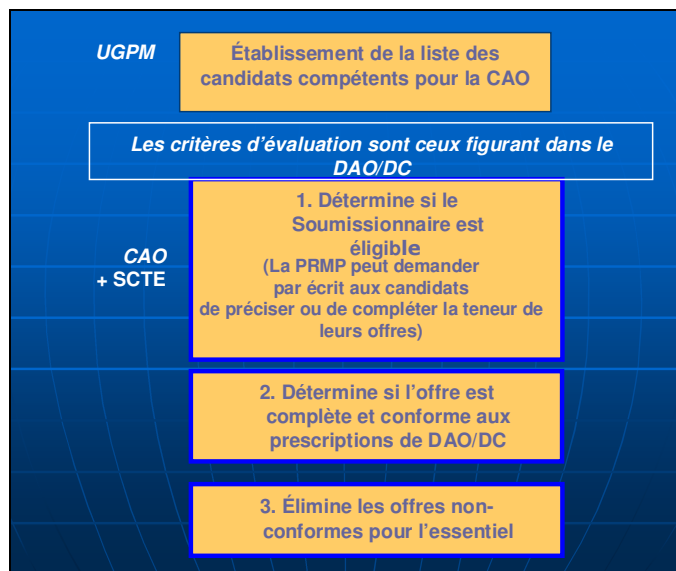 UGPM
Établissement de la liste des
candidats compétents pour la CAO
Les critères d’évaluation sont ceux figurant dans le
DAO/DC
1. Détermine si le
Soumissionnaire est
éligible
(La PRMP peut demander
par écrit aux candidats
de préciser ou de compléter la teneur de
leurs offres)
CAO
+ SCTE
2. Détermine si l’offre est
complète et conforme aux
prescriptions de DAO/DC
3. Élimine les offres non-
conformes pour l’essentiel